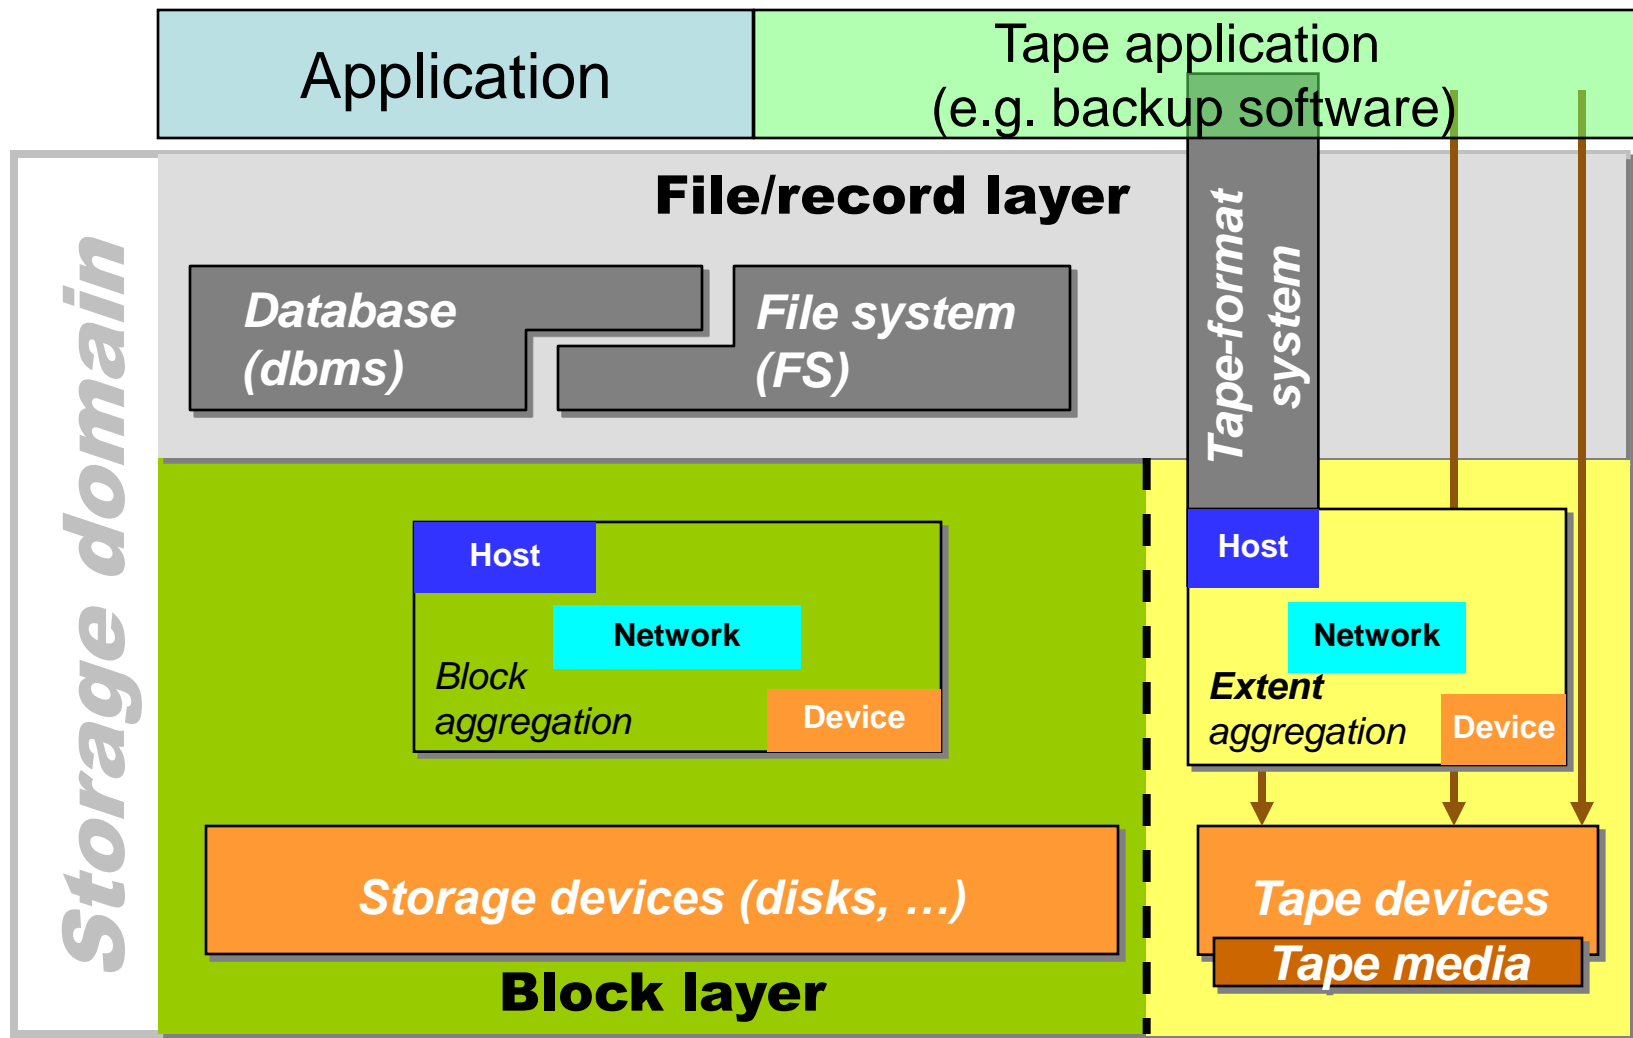 Application
Tape application
(e.g. backup software)
Storage domain
File/record layer
Database
(dbms)
File system
(FS)
Tape-format
system
Host
Network
Block
aggregation
Device
Host
Network
Extent
aggregation
Device
Storage devices (disks, …)
Tape devices
Tape media
Block layer